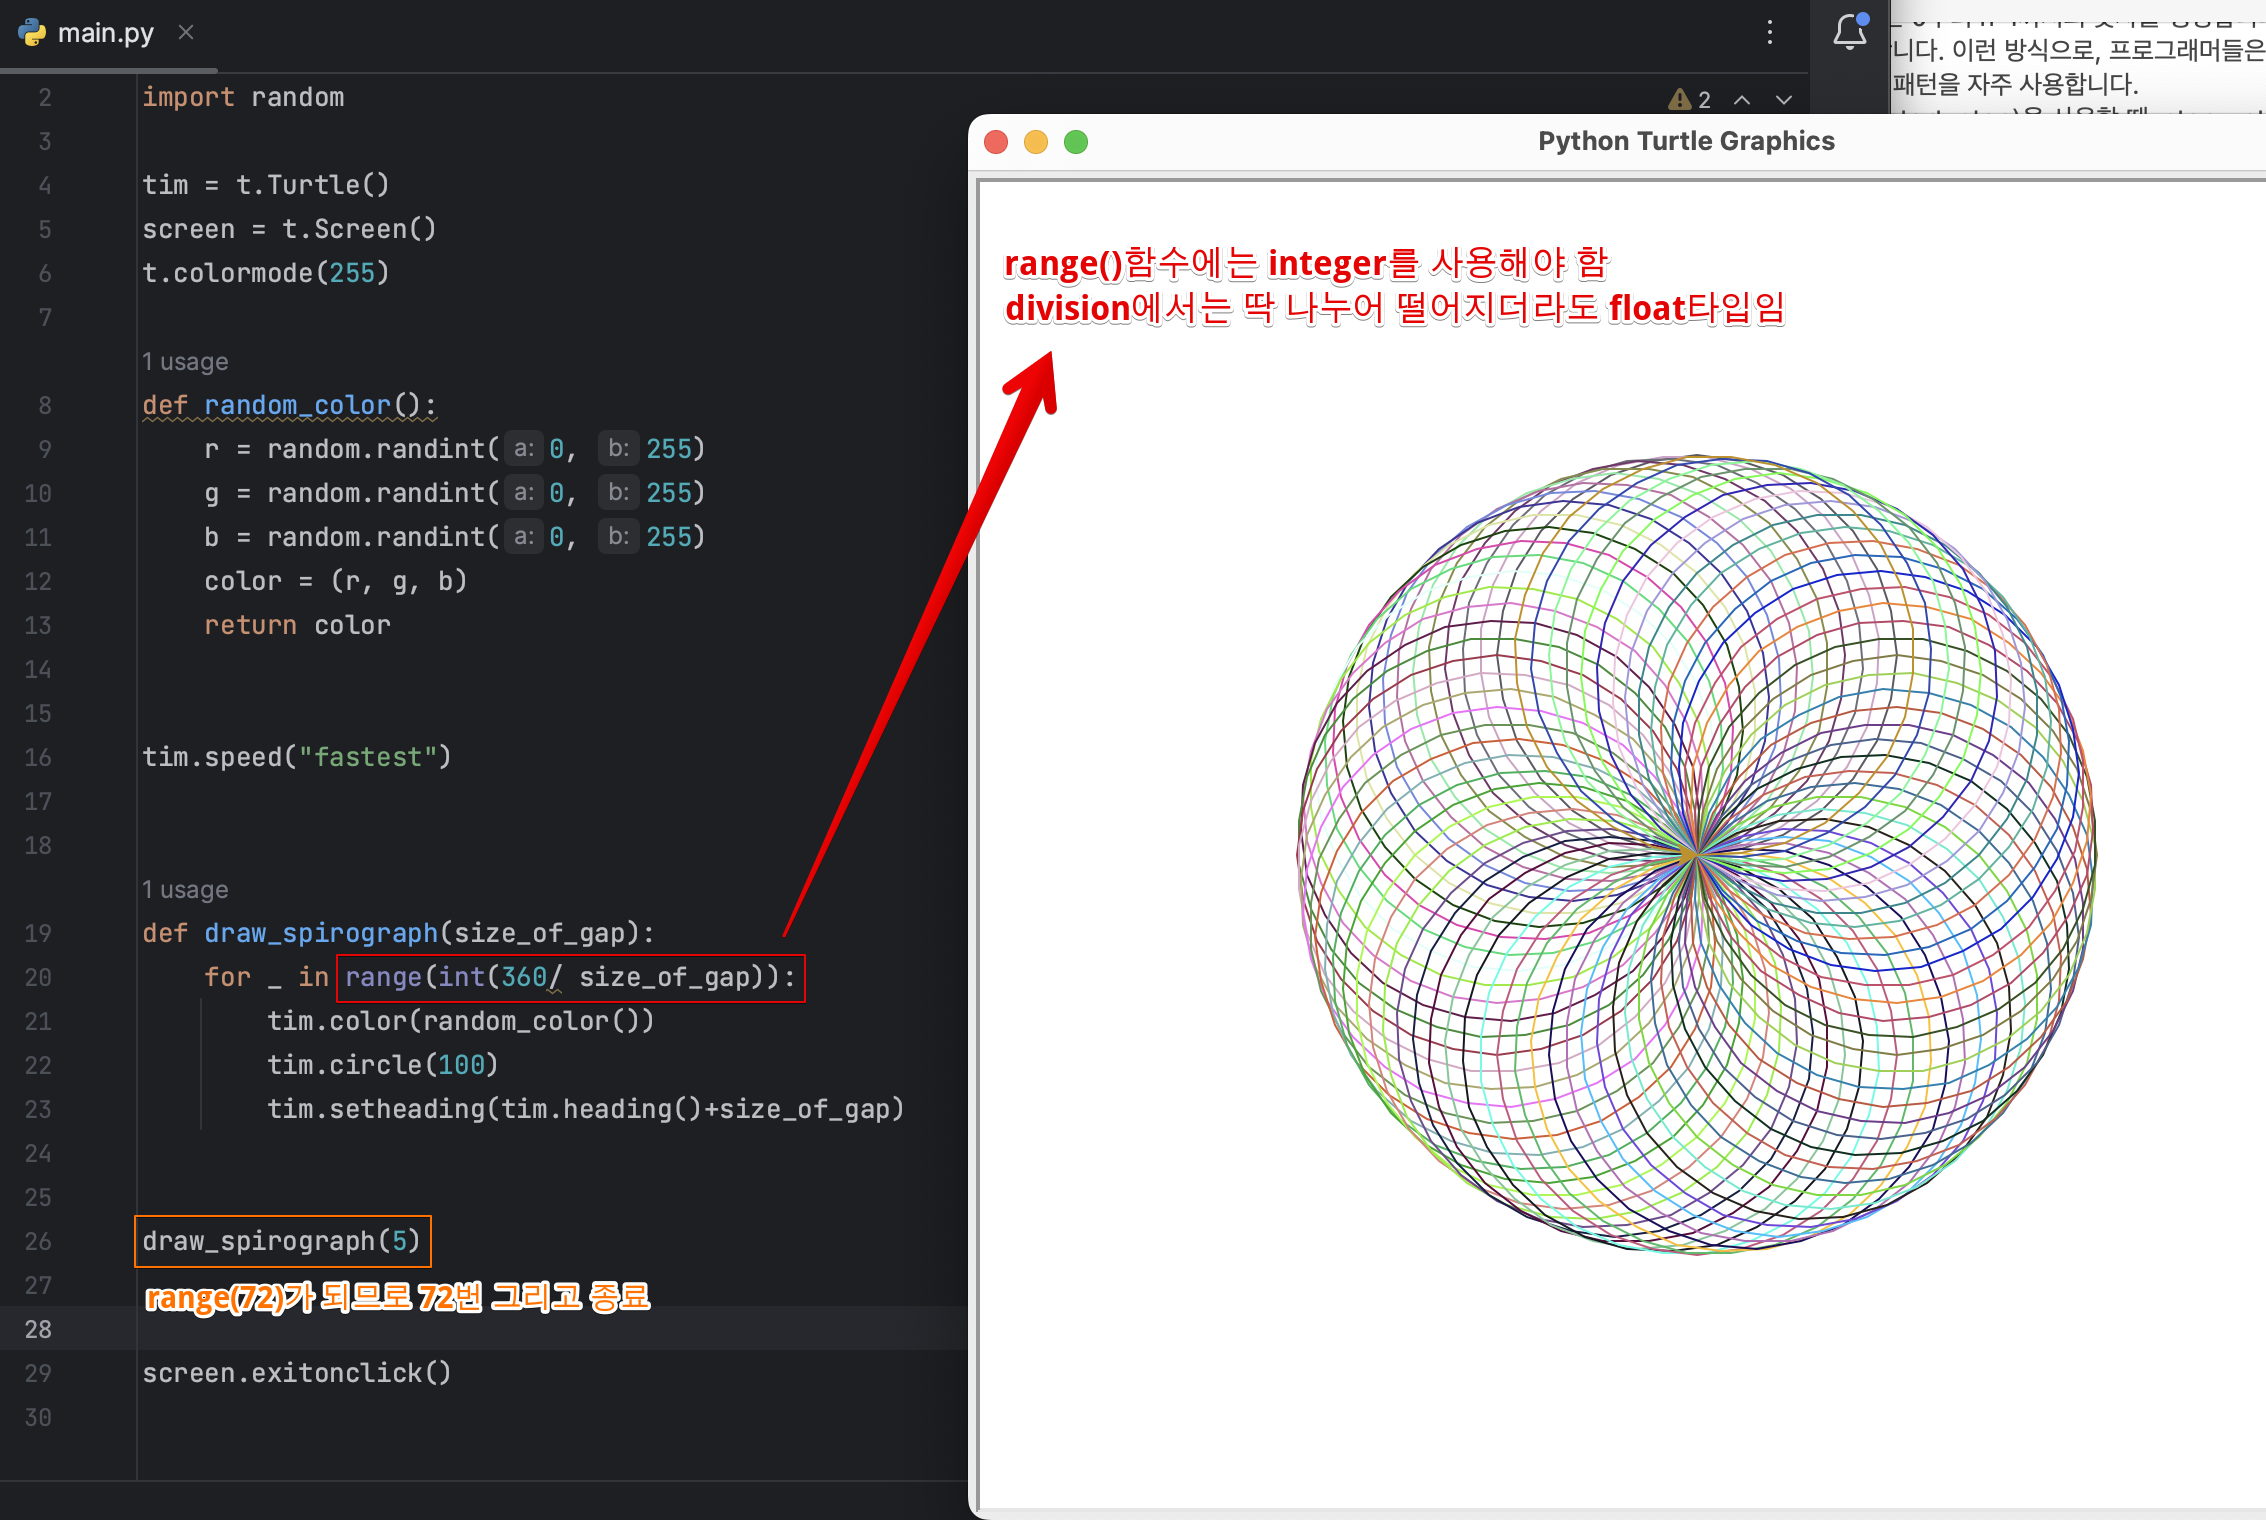 main.py
2
2 import random
3
4 tim = t.Turtle()
5 screen = t.Screen()
6 t.colormode(255)
7
1 usage
8 def random_color():
9 r = random.randint( a: 0, b: 255)
10 g = random.randint( a: 0, b: 255)
11 b = random.randint( a: 0, b: 255)
12 color = (r, g, b)
13 return color
14
15
16 tim.speed("fastest")
17
18
1 usage
19 def draw_spirograph(size_of_gap):
20 for _ in range(int(360/ size_of_gap)):
21 tim.color(random_color())
22 tim.circle(100)
23 tim.setheading(tim.heading()+size_of_gap)
24
25
26 draw_spirograph(5)
27 range(72)가 되므로 72번 그리고 종료
28
29 screen.exitonclick()
30
니다. 이런 방식으로, 프로그래머들은
패턴을 자주 사용합니다.
Python Turtle Graphics
range()함수에는 integer를 사용해야 함
division에서는 딱 나누어 떨어지더라도 float타입임